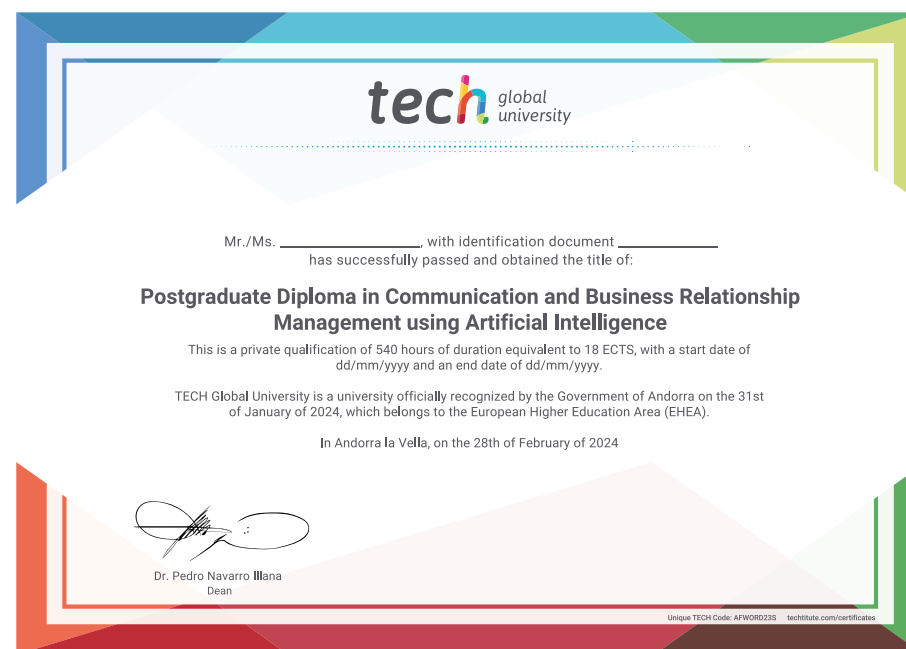 tech global university
Mr./Ms. ____________________, with identification document ______________
has successfully passed and obtained the title of:
Postgraduate Diploma in Communication and Business Relationship
Management using Artificial Intelligence
This is a private qualification of 540 hours of duration equivalent to 18 ECTS, with a start date of
dd/mm/yyyy and an end date of dd/mm/yyyy.
TECH Global University is a university officially recognized by the Government of Andorra on the 31st
of January of 2024, which belongs to the European Higher Education Area (EHEA).
In Andorra la Vella, on the 28th of February of 2024
Dr. Pedro Navarro Illana
Dean
Unique TECH Code: AFWORD23S techtitute.com/certificates